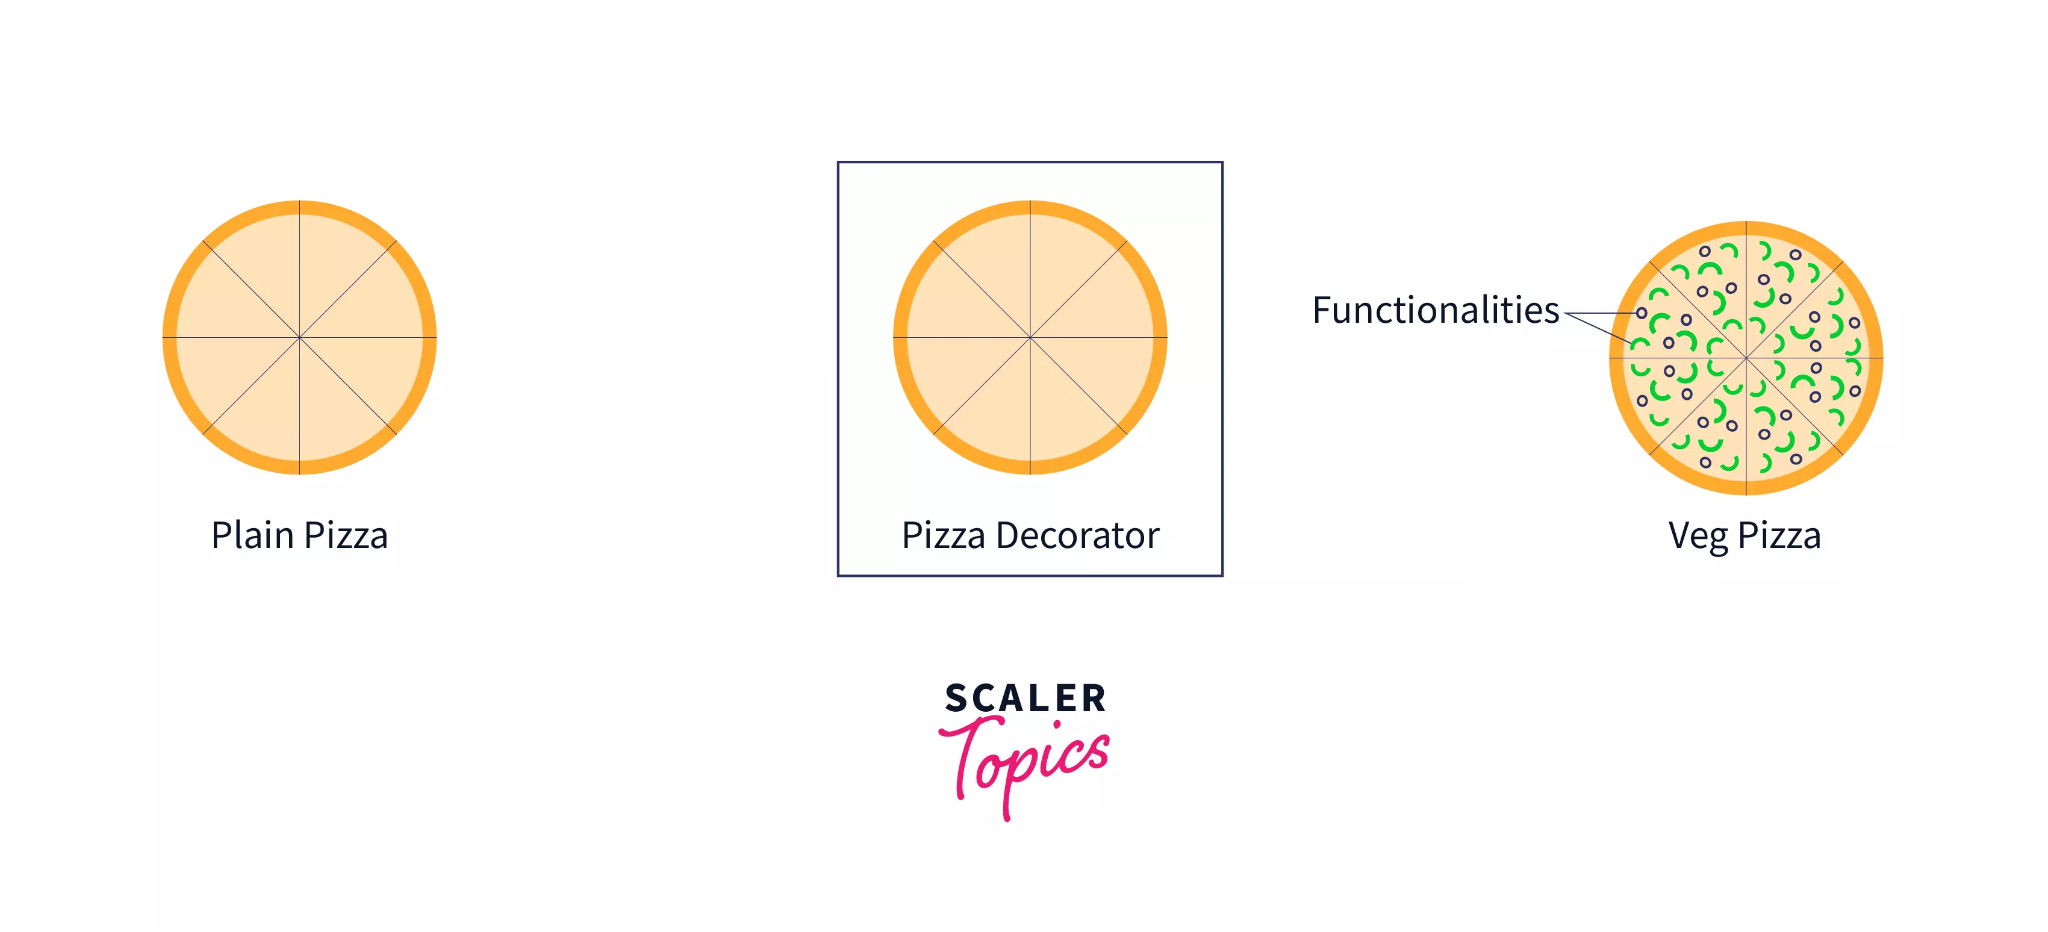 Functionalities
Plain Pizza
Pizza Decorator
Veg Pizza
SCALER
Topics